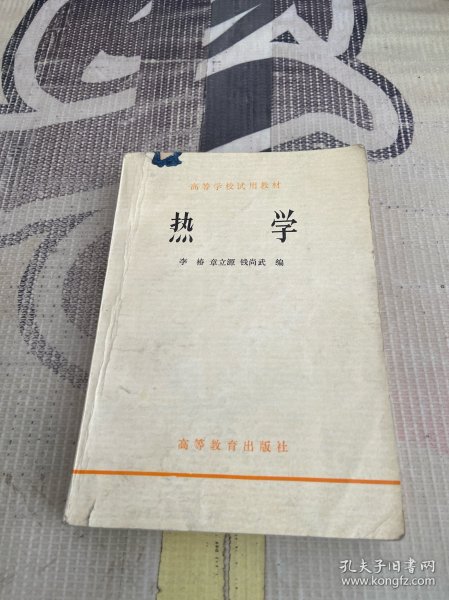 高等学校试用教材
热学
李椿 章立源 钱尚武 编
高等教育出版社
孔夫子旧书网
www.kongfz.com